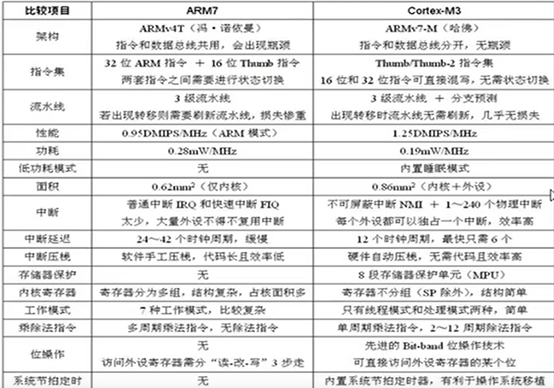 比较项目 ARM7 Cortex-M3
架构 ARMv4T（冯·诺依曼） ARMv7-M（哈佛）
指令和数据总线共用，会出现瓶颈 指令和数据总线分开，无瓶颈
指令集 32 位 ARM 指令 ＋ 16 位 Thumb 指令 Thumb/Thumb-2 指令集
两套指令之间需要进行状态切换 16 位和 32 位指令可直接混写，无需状态切换
流水线 3 级流水线 3 级流水线 ＋ 分支预测
若出现转移则需要刷新流水线，损失惨重 出现转移时流水线无需刷新，几乎无损失
性能 0.95DMIPS/MHz（ARM 模式） 1.25DMIPS/MHz
功耗 0.28mW/MHz 0.19mW/MHz
低功耗模式 无 内置睡眠模式
面积 0.62mm²（仅内核） 0.86mm²（内核＋外设）
中断 普通中断 IRQ 和快速中断 FIQ 不可屏蔽中断 NMI ＋ 1～240 个物理中断
太少，大量外设不得不复用中断 每个外设都可以独占一个中断，效率高
中断延迟 24～42 个时钟周期，缓慢 12 个时钟周期，最快只需 6 个
中断压栈 软件手工压栈，代码长且效率低 硬件自动压栈，无需代码且效率高
存储器保护 无 8 段存储器保护单元（MPU）
内核寄存器 寄存器分为多组，结构复杂，占核面积多 寄存器不分组（SP 除外），结构简单
工作模式 7 种工作模式，比较复杂 只有线程模式和处理模式两种，简单
乘除法指令 多周期乘法指令，无除法指令 单周期乘法指令，2～12 周期除法指令
位操作 无 先进的 Bit-band 位操作技术
访问外设寄存器需分“读-改-写”3 步走 可直接访问外设寄存器的某个位
系统节拍定时 无 内置系统节拍定时器，有利于操作系统移植